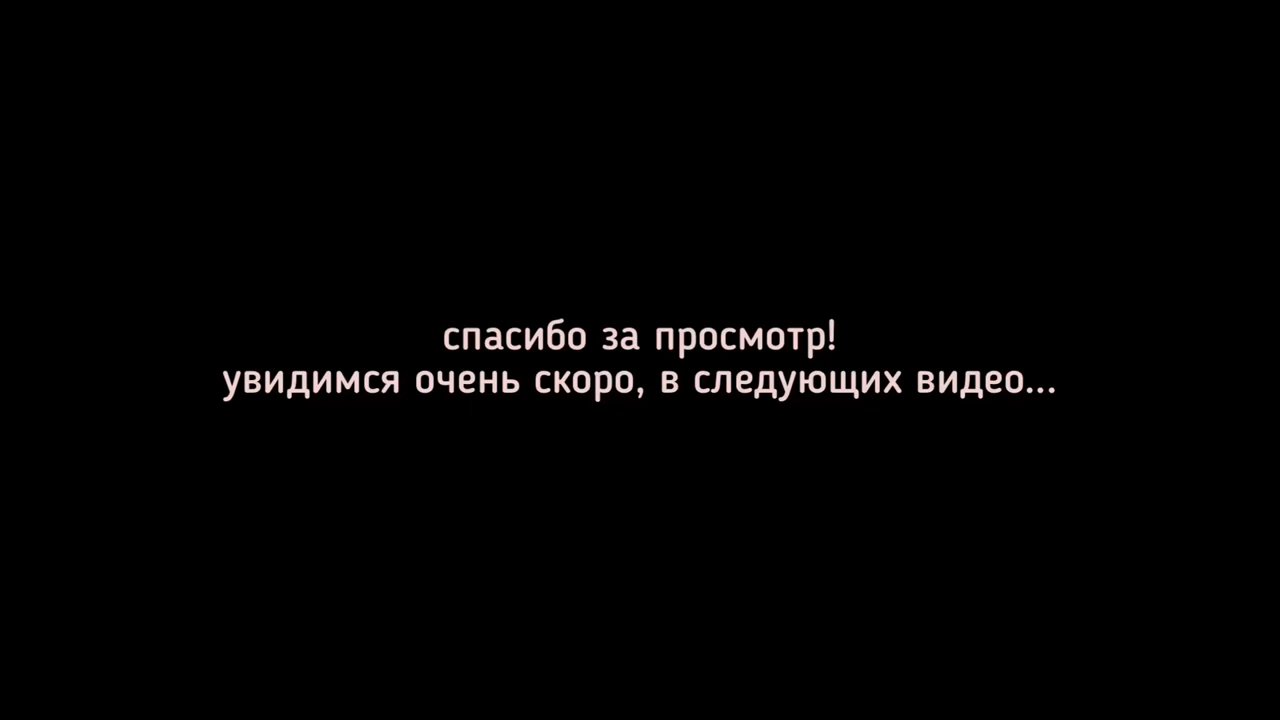 спасибо за просмотр!
увидимся очень скоро, в следующих видео...